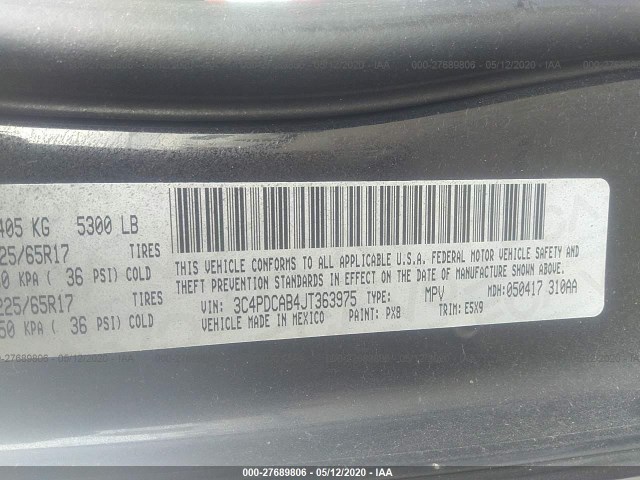 000-27689806 - 05/12/2020 - IAA
405 KG 5300 LB
25/65R17 TIRES
0 KPA ( 36 PSI) COLD
225/65R17 TIRES
50 KPA ( 36 PSI) COLD
THIS VEHICLE CONFORMS TO ALL APPLICABLE U.S.A. FEDERAL MOTOR VEHICLE SAFETY AND
THEFT PREVENTION STANDARDS IN EFFECT ON THE DATE OF MANUFACTURE SHOWN ABOVE.
VIN: 3C4PDCAB4JT363975 TYPE: MPV MDH: 050417 310AA
VEHICLE MADE IN MEXICO PAINT: PX8 TRIM: E5X9
000-27689806 - 05/12/2020 - IAA